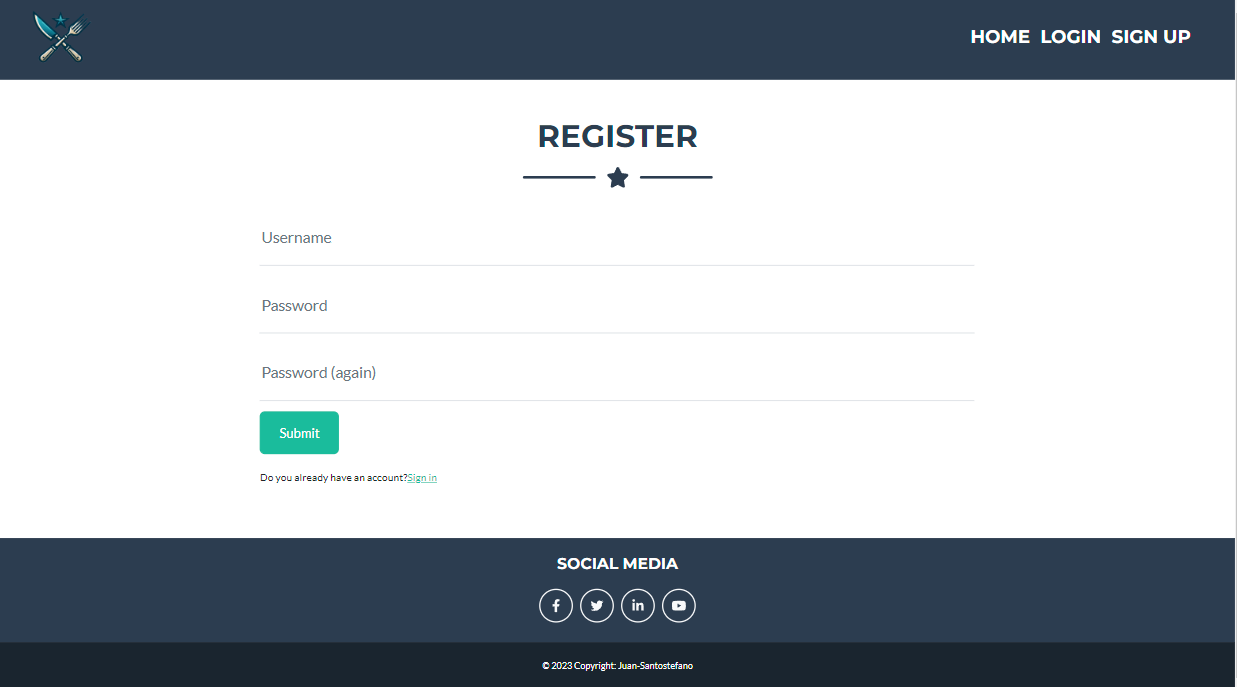 HOME LOGIN SIGN UP
REGISTER
Username
Password
Password (again)
Submit
Do you already have an account?Sign in
SOCIAL MEDIA
© 2023 Copyright: Juan-Santostefano